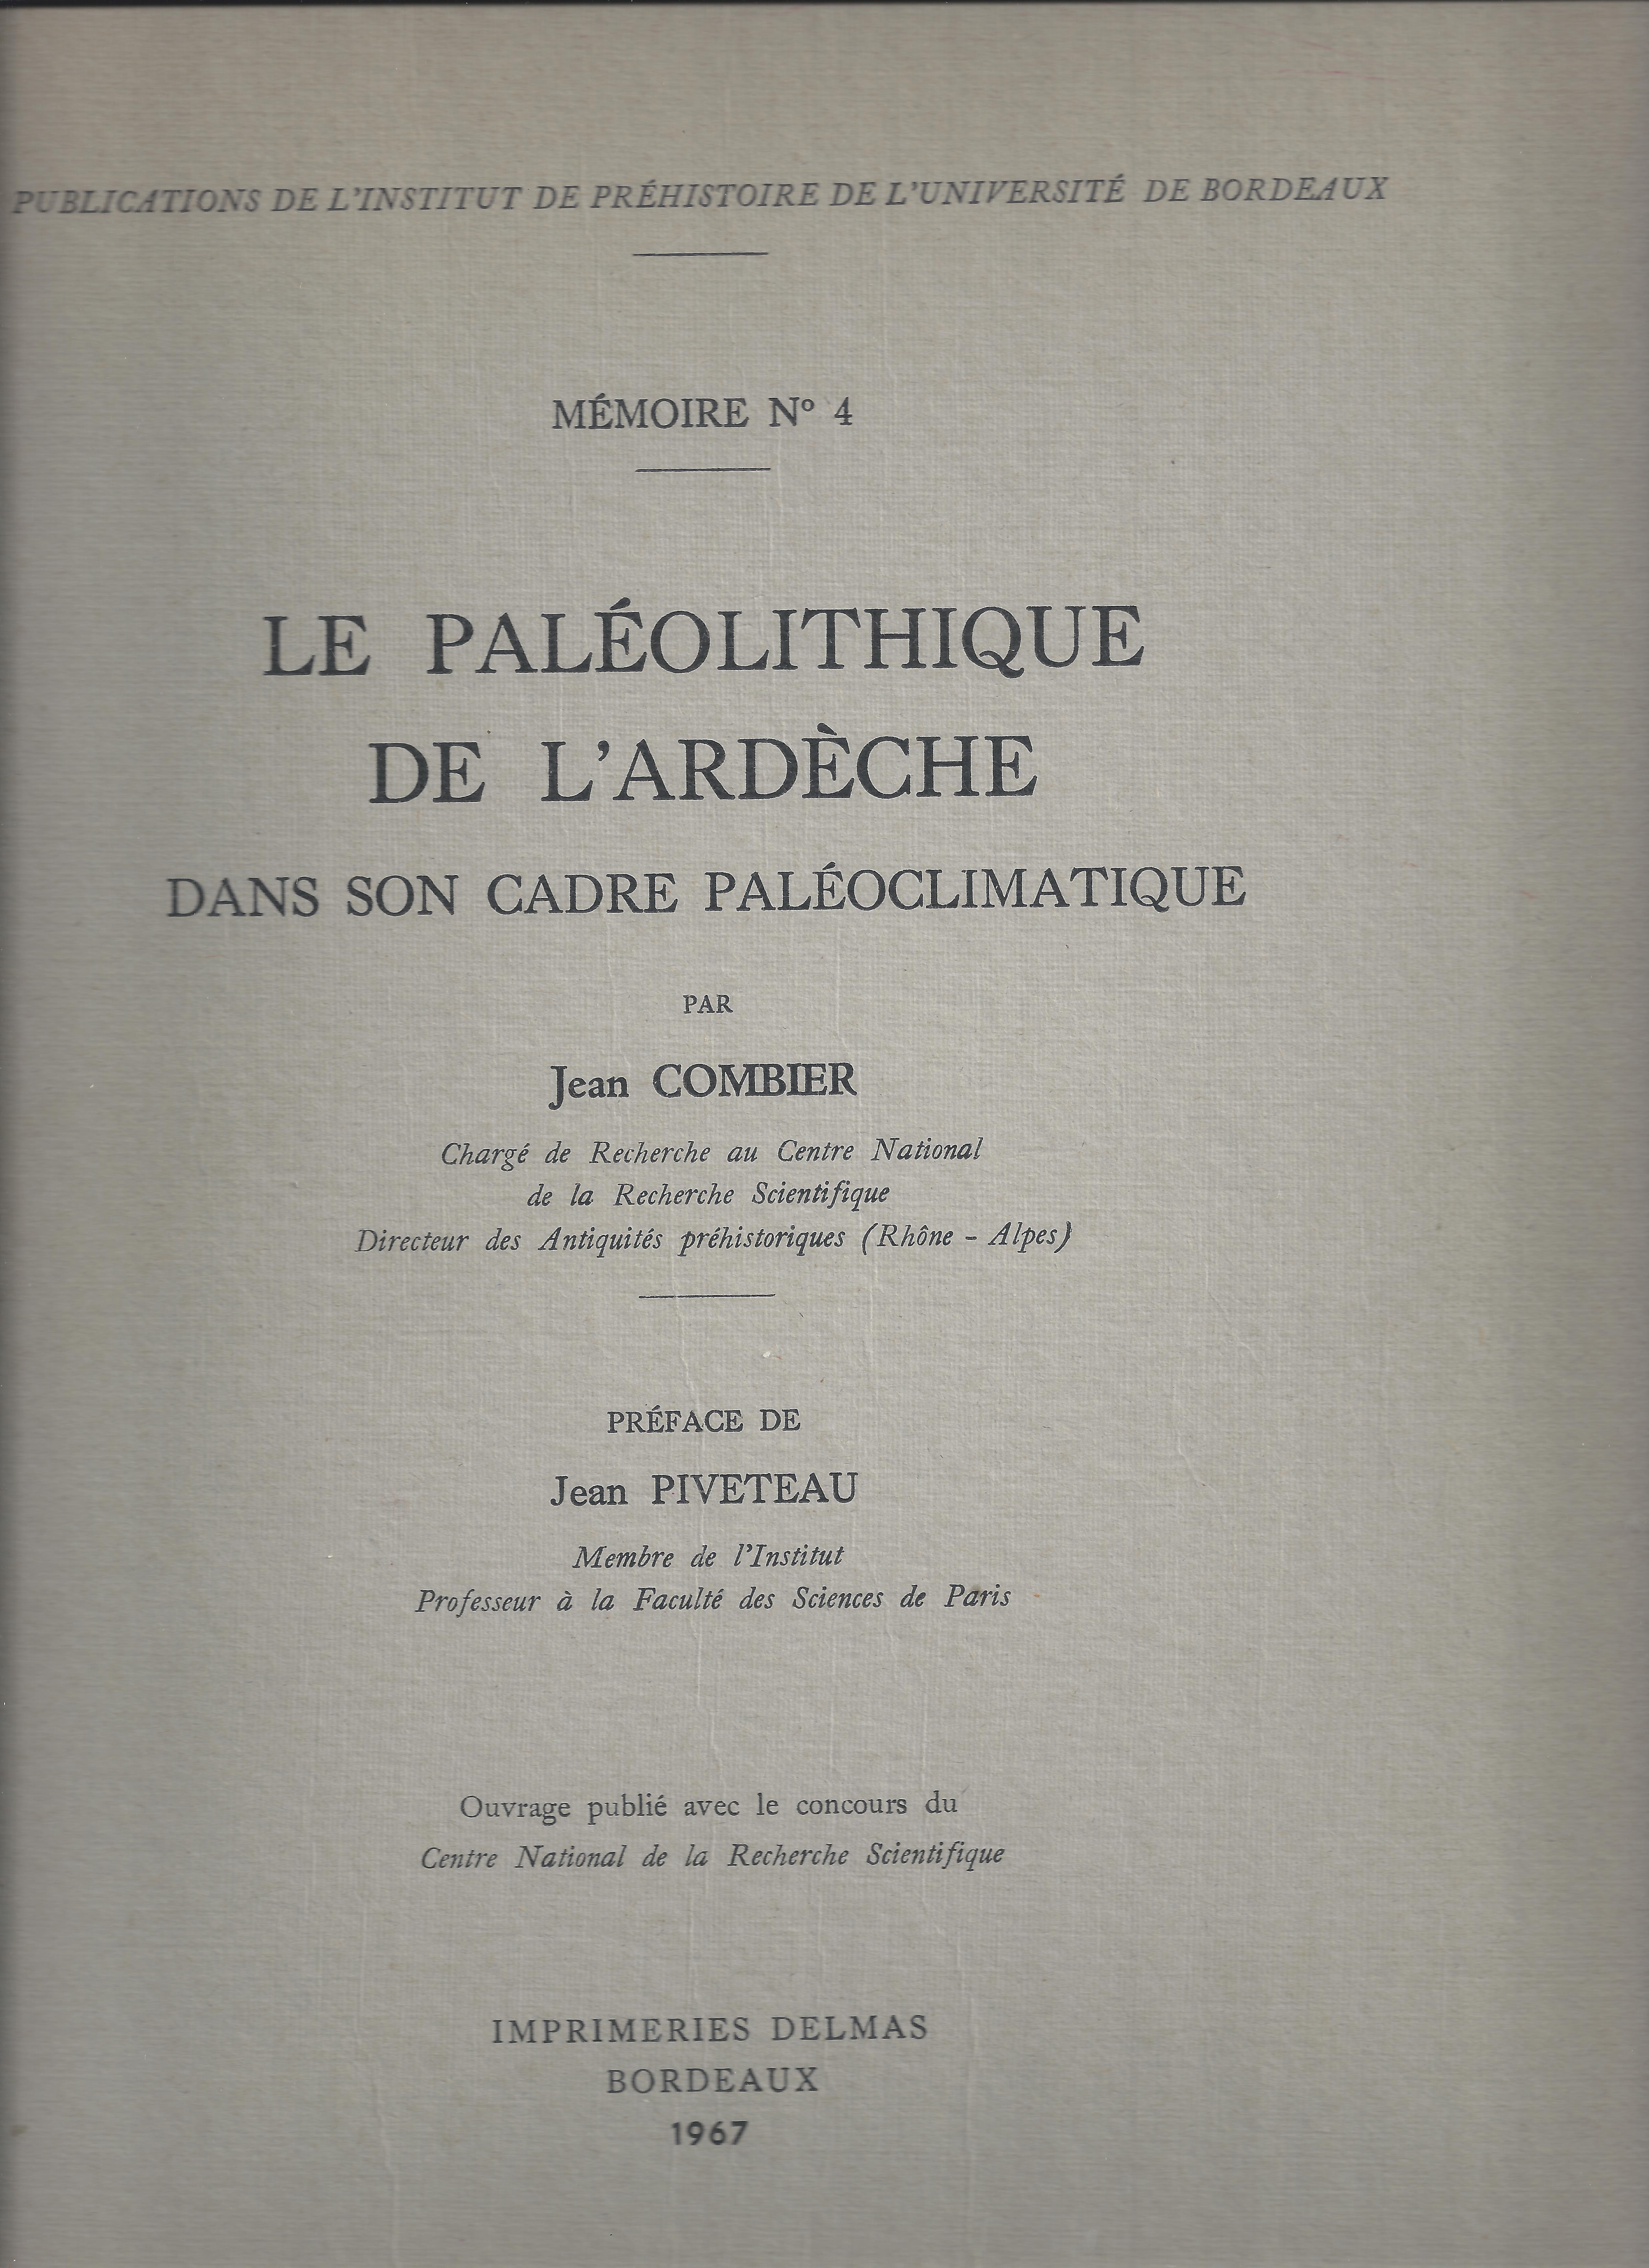 PUBLICATIONS DE L'INSTITUT DE PRÉHISTOIRE DE L'UNIVERSITÉ DE BORDEAUX
MÉMOIRE Nº 4
LE PALÉOLITHIQUE
DE L'ARDÈCHE
DANS SON CADRE PALÉOCLIMATIQUE
PAR
Jean COMBIER
Chargé de Recherche au Centre National
de la Recherche Scientifique
Directeur des Antiquités préhistoriques (Rhône - Alpes)
PRÉFACE DE
Jean PIVETEAU
Membre de l'Institut
Professeur à la Faculté des Sciences de Paris
Ouvrage publié avec le concours du
Centre National de la Recherche Scientifique
IMPRIMERIES DELMAS
BORDEAUX
1967